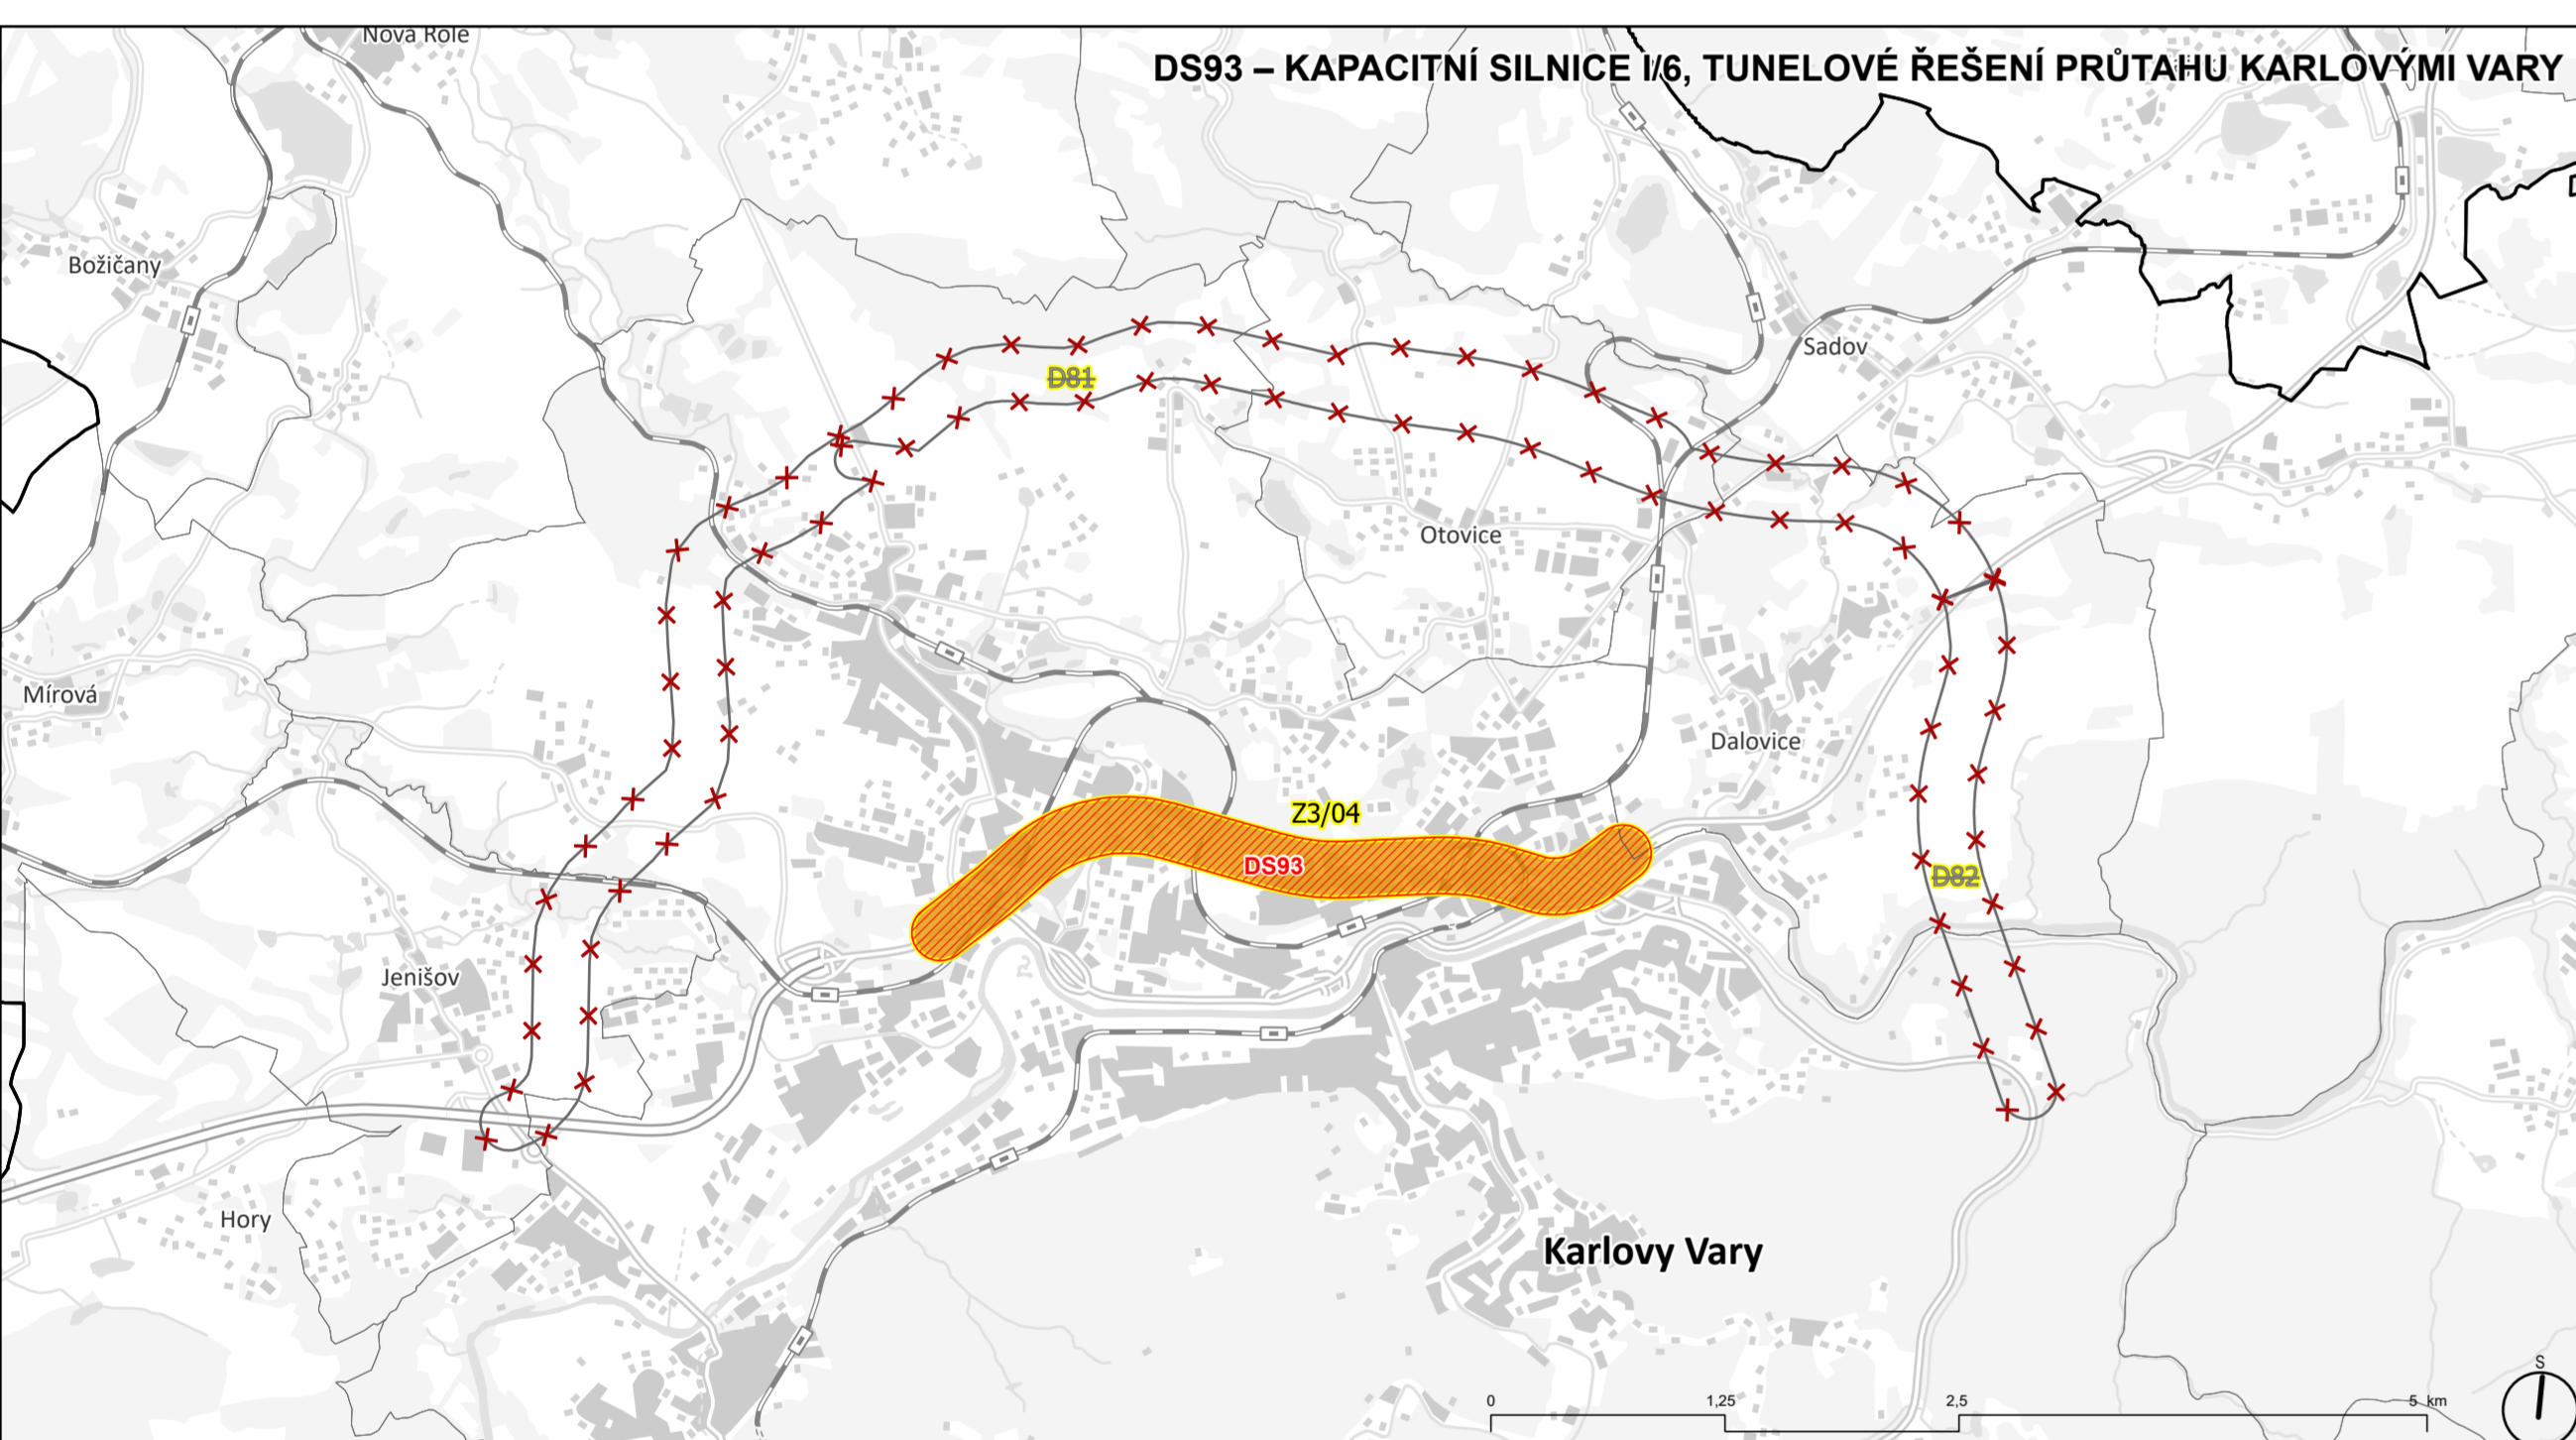 Nová Role
DS93 – KAPACITNÍ SILNICE I/6, TUNELOVÉ ŘEŠENÍ PRŮTAHU KARLOVÝMI VARY
Božičany
Sadov
D81
Otovice
Mírová
Dalovice
Z3/04
DS93
D82
Jenišov
Hory
Karlovy Vary
S
0 1,25 2,5 5 km